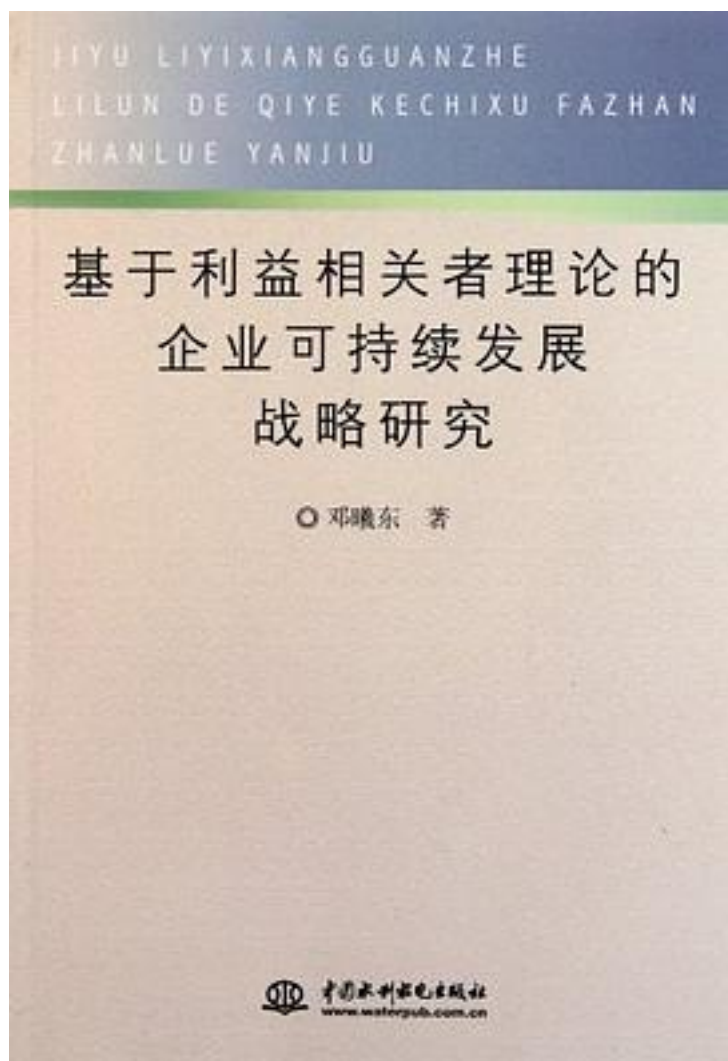 JIYU LIYIXIANGGUANZHE
LILUN DE QIYE KECHIXU FAZHAN
ZHANLUE YANJIU
基于利益相关者理论的
企业可持续发展
战略研究
邓曦东 著
中国水利水电出版社
www.waterpub.com.cn